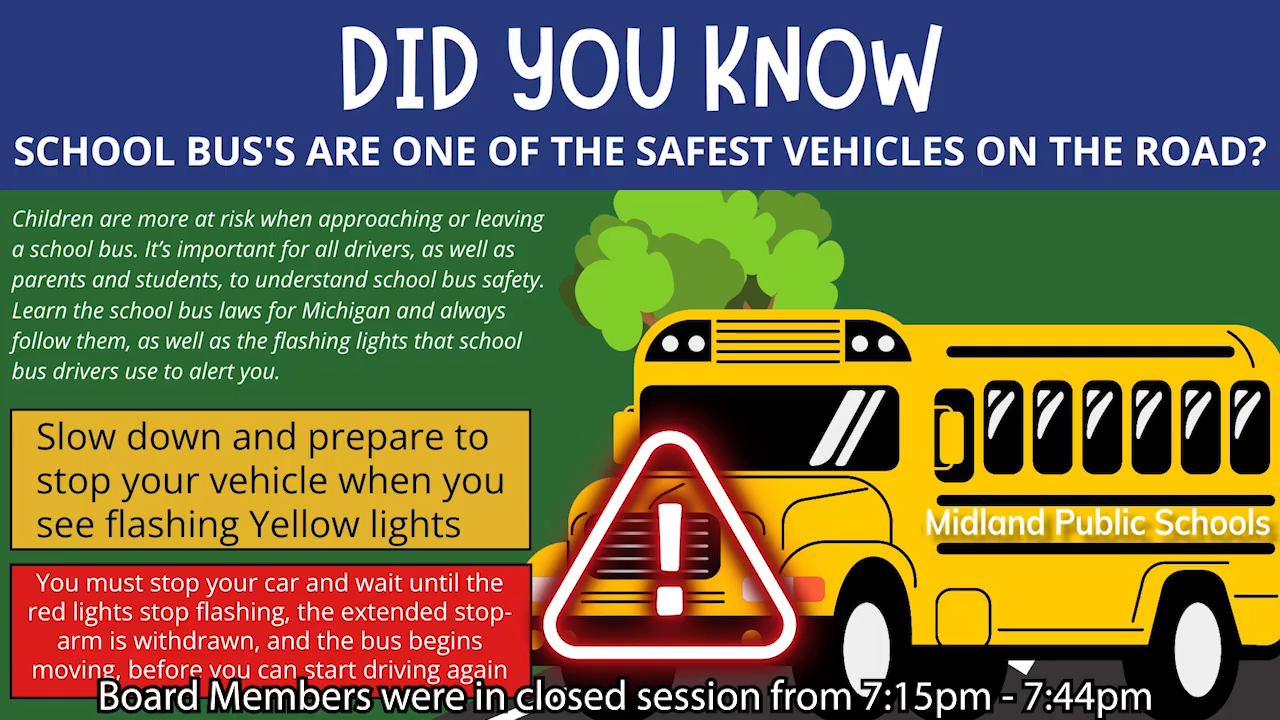 DID YOU KNOW
SCHOOL BUS'S ARE ONE OF THE SAFEST VEHICLES ON THE ROAD?
Children are more at risk when approaching or leaving
a school bus. It's important for all drivers, as well as
parents and students, to understand school bus safety.
Learn the school bus laws for Michigan and always
follow them, as well as the flashing lights that school
bus drivers use to alert you.
Slow down and prepare to
stop your vehicle when you
see flashing Yellow lights
You must stop your car and wait until the
red lights stop flashing, the extended stop-
arm is withdrawn, and the bus begins
moving, before you can start driving again
Midland Public Schools
Board Members were in closed session from 7:15pm - 7:44pm